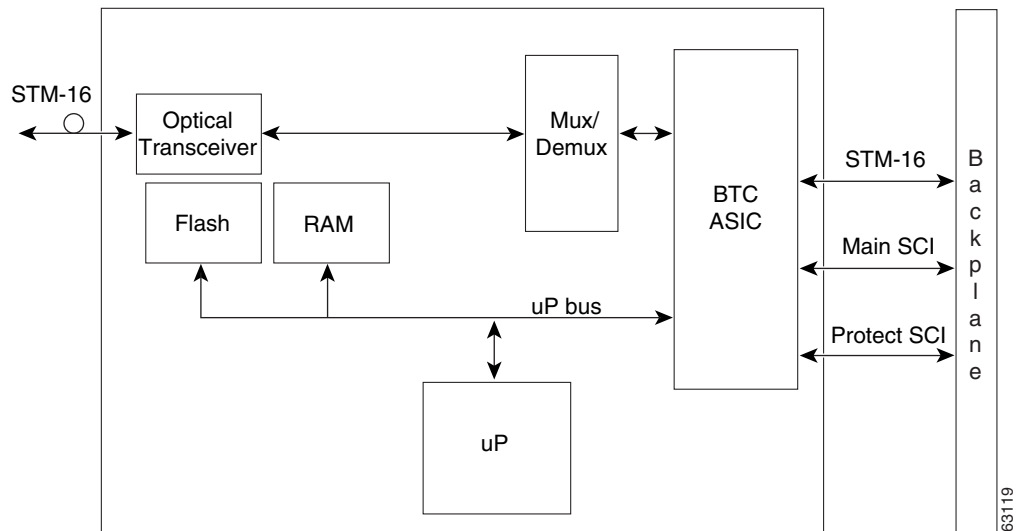 STM-16
Optical
Transceiver
Mux/
Demux
BTC
ASIC
STM-16
Main SCI
Protect SCI
Backplane
Flash
RAM
uP bus
uP
63119